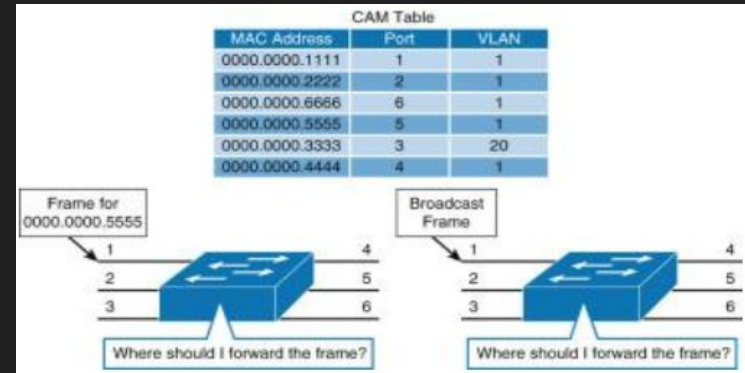 CAM Table
MAC Address Port VLAN
0000.0000.1111 1 1
0000.0000.2222 2 1
0000.0000.6666 6 1
0000.0000.5555 5 1
0000.0000.3333 3 20
0000.0000.4444 4 1
Frame for
0000.0000.5555
1 4
2 5
3 6
Where should I forward the frame?
Broadcast
Frame
1 4
2 5
3 6
Where should I forward the frame?